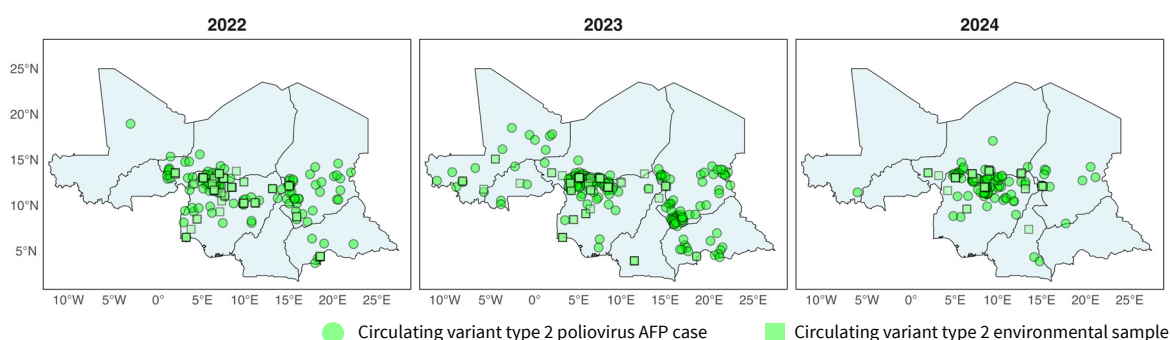 2022 2023 2024
25°N
20°N
15°N
10°N
5°N
10°W 5°W 0° 5°E 10°E 15°E 20°E 25°E 10°W 5°W 0° 5°E 10°E 15°E 20°E 25°E 10°W 5°W 0° 5°E 10°E 15°E 20°E 25°E
Circulating variant type 2 poliovirus AFP case Circulating variant type 2 environmental sample